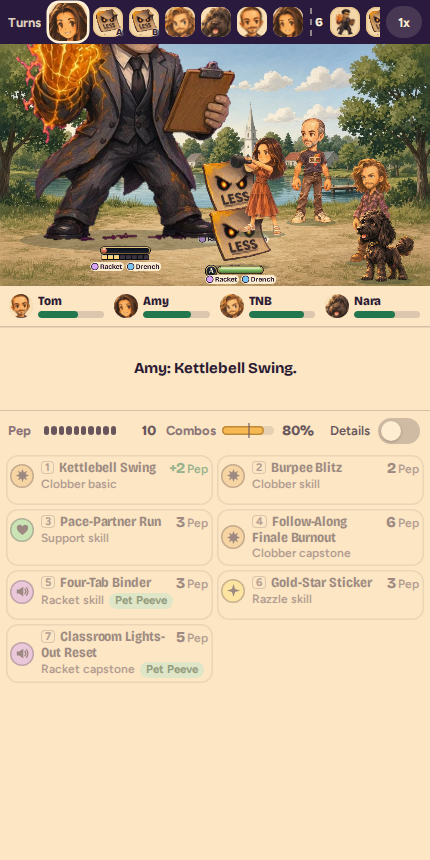 Turns
LESS
A
LESS
B
6
1x
LESS
LESS
A
Racket
Drench
Racket
Drench
Tom
Amy
TNB
Nara
Amy: Kettlebell Swing.
Pep
10
Combos
80%
Details
1 Kettlebell Swing +2 Pep
Clobber basic
2 Burpee Blitz 2 Pep
Clobber skill
3 Pace-Partner Run 3 Pep
Support skill
4 Follow-Along 6 Pep
Finale Burnout
Clobber capstone
5 Four-Tab Binder 3 Pep
Racket skill Pet Peeve
6 Gold-Star Sticker 3 Pep
Razzle skill
7 Classroom Lights- 5 Pep
Out Reset
Racket capstone Pet Peeve